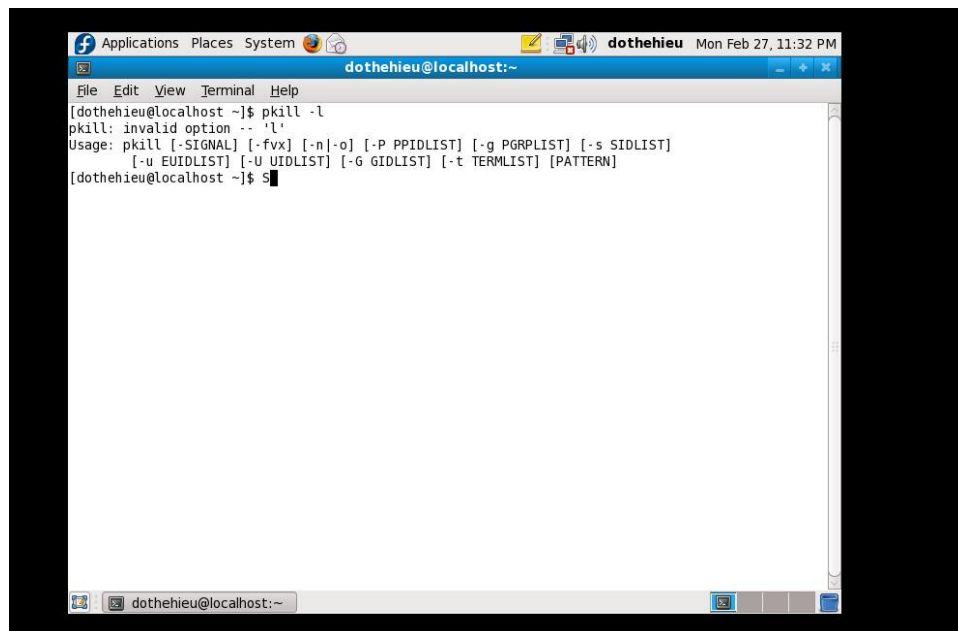 Applications Places System dothehieu Mon Feb 27, 11:32 PM
dothehieu@localhost:~
File Edit View Terminal Help
[dothehieu@localhost ~]$ pkill -l
pkill: invalid option -- 'l'
Usage: pkill [-SIGNAL] [-fvx] [-n|-o] [-P PPIDLIST] [-g PGRPLIST] [-s SIDLIST]
[-u EUIDLIST] [-U UIDLIST] [-G GIDLIST] [-t TERMLIST] [PATTERN]
[dothehieu@localhost ~]$ S
dothehieu@localhost:~